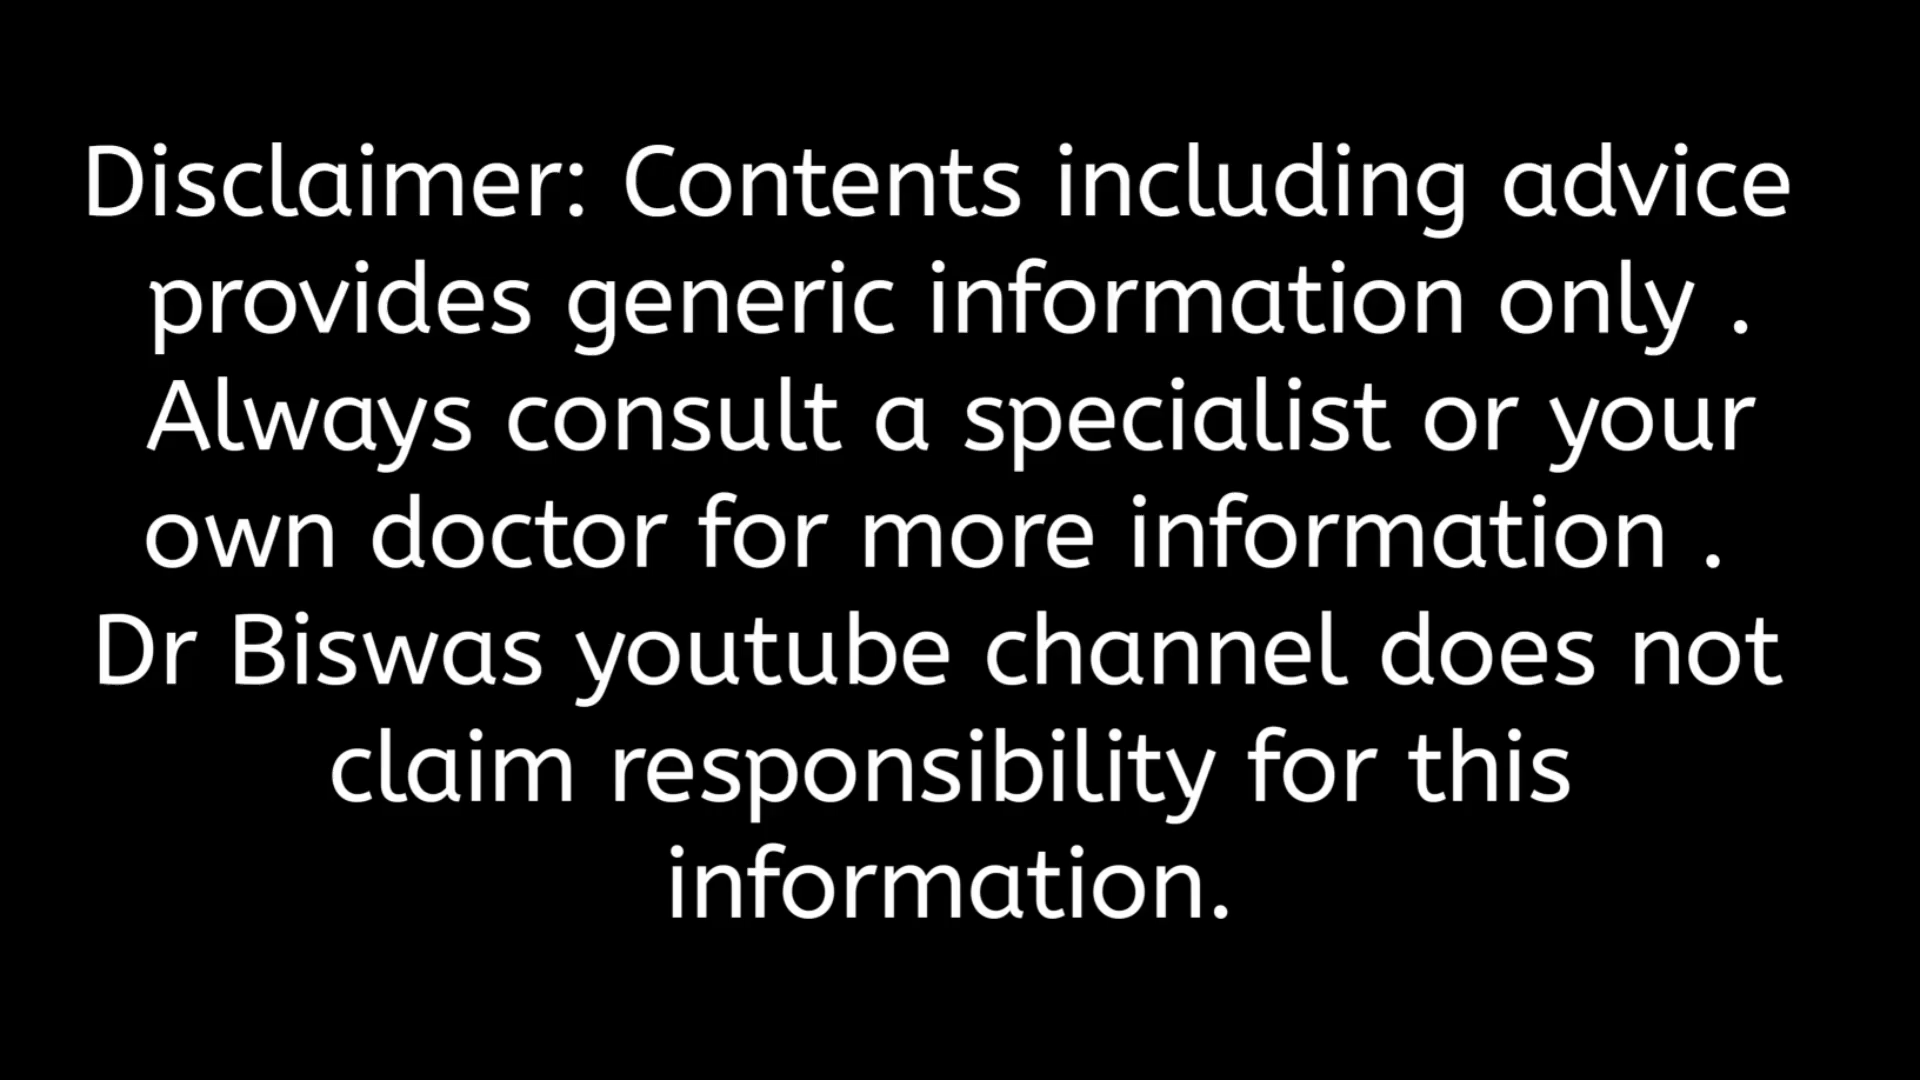 Disclaimer: Contents including advice
provides generic information only .
Always consult a specialist or your
own doctor for more information .
Dr Biswas youtube channel does not
claim responsibility for this
information.